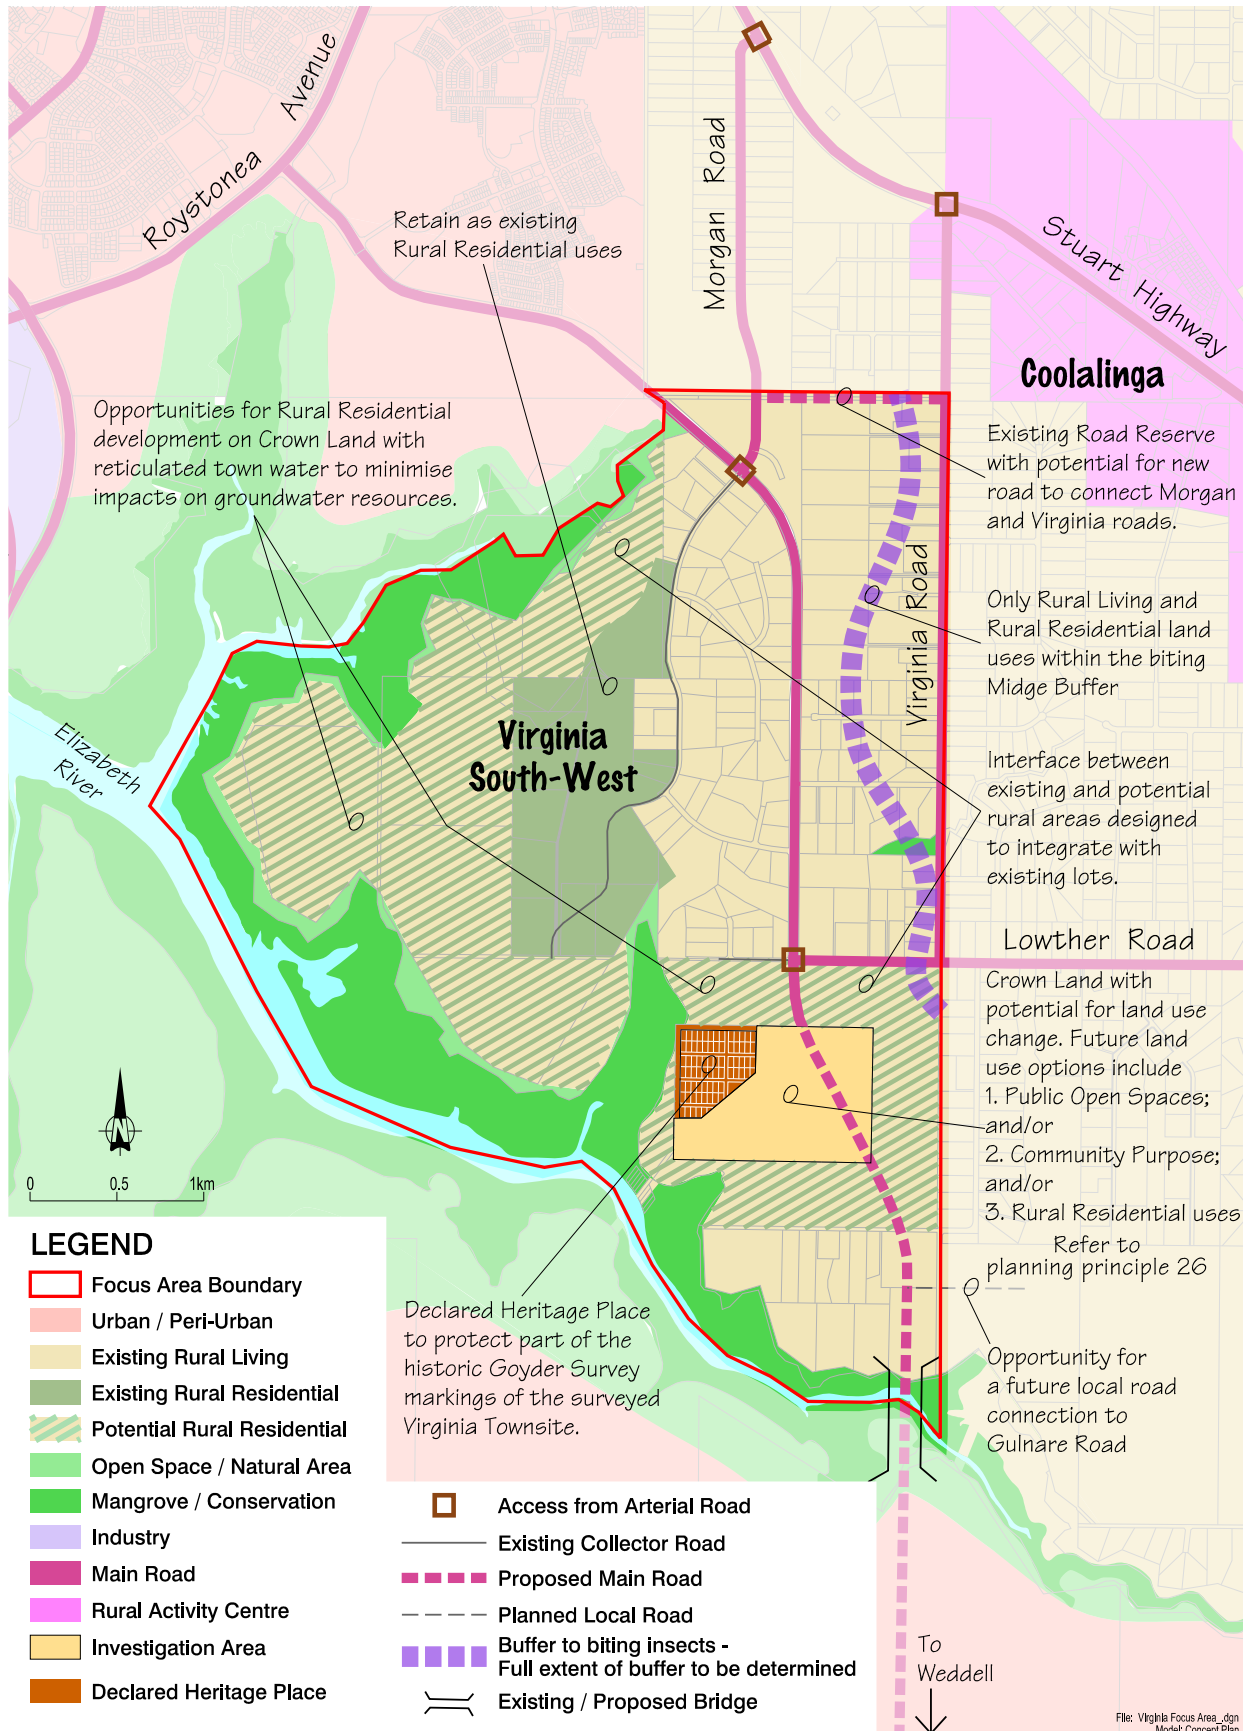 Roystonea
Avenue
Morgan Road
Stuart Highway
Coolalinga
Retain as existing
Rural Residential uses
Opportunities for Rural Residential
development on Crown Land with
reticulated town water to minimise
impacts on groundwater resources.
Existing Road Reserve
with potential for new
road to connect Morgan
and Virginia roads.
Virginia Road
Only Rural Living and
Rural Residential land
uses within the biting
Midge Buffer
Elizabeth
River
Virginia
South-West
Interface between
existing and potential
rural areas designed
to integrate with
existing lots.
Lowther Road
Crown Land with
potential for land use
change. Future land
use options include
1. Public Open Spaces;
and/or
2. Community Purpose;
and/or
3. Rural Residential uses
Refer to
planning principle 26
N
0 0.5 1km
Declared Heritage Place
to protect part of the
historic Goyder Survey
markings of the surveyed
Virginia Townsite.
Opportunity for
a future local road
connection to
Gulnare Road
LEGEND
Focus Area Boundary
Urban / Peri-Urban
Existing Rural Living
Existing Rural Residential
Potential Rural Residential
Open Space / Natural Area
Mangrove / Conservation
Industry
Main Road
Rural Activity Centre
Investigation Area
Declared Heritage Place
Access from Arterial Road
Existing Collector Road
Proposed Main Road
Planned Local Road
Buffer to biting insects -
Full extent of buffer to be determined
Existing / Proposed Bridge
To
Weddell
File: Virginia Focus Area_.dgn
Model: Concept Plan